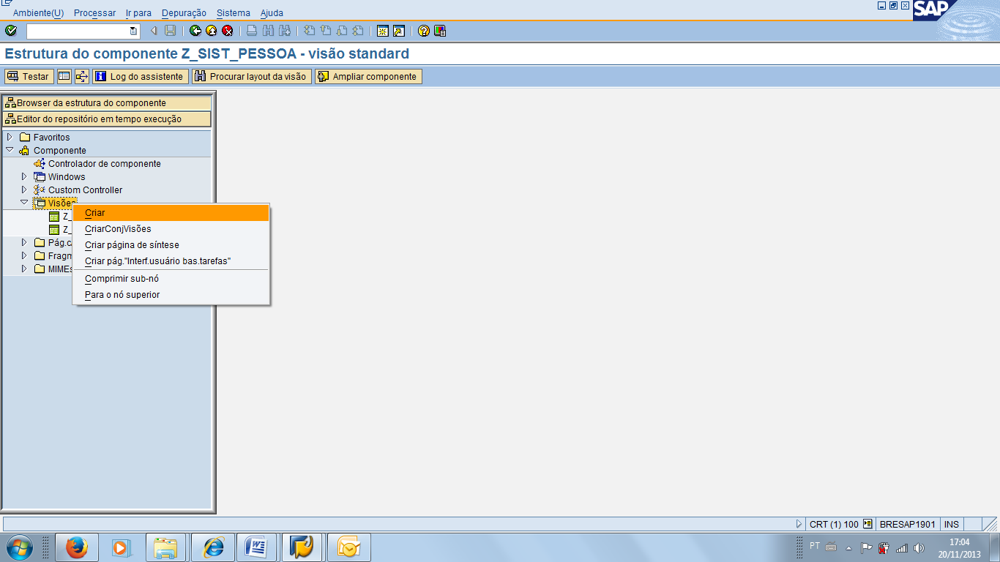 Ambiente(U) Processar Ir para Depuração Sistema Ajuda
SAP
Estrutura do componente Z_SIST_PESSOA - visão standard
Testar Log do assistente Procurar layout da visão Ampliar componente
Browser da estrutura do componente
Editor do repositório em tempo execução
Favoritos
Componente
Controlador de componente
Windows
Custom Controller
Visões
Criar
Z_
CriarConjVisões
Z_
Criar página de síntese
Pág.c
Criar pág."Interf.usuário bas.tarefas"
Fragm
MIMEs
Comprimir sub-nó
Para o nó superior
CRT (1) 100 BRESAP1901 INS
PT 17:04
20/11/2013